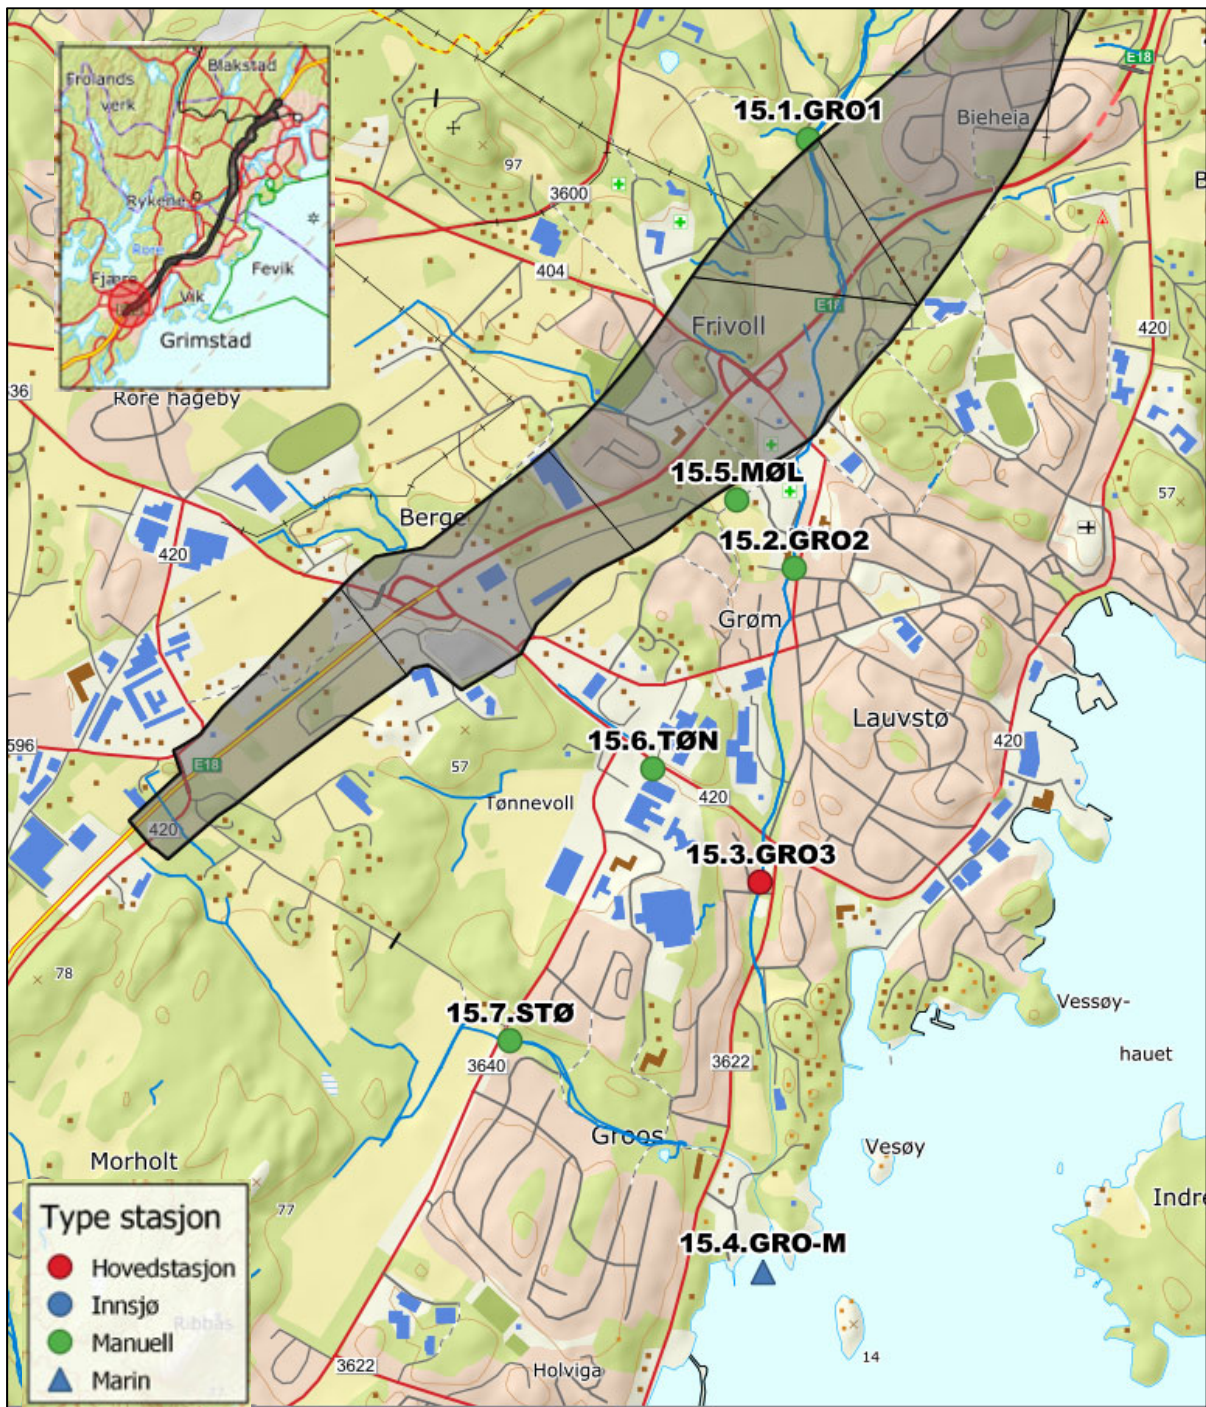 Frolands
verk
Blakstad
Rykene
Rore
Fjære
Vik
Fevik
Grimstad
E18
15.1.GRO1
Bieheia
97
3600
404
E18
Frivoll
420
Rore hageby
57
15.5.MØL
Berge
420
15.2.GRO2
Grøm
Lauvstø
420
596
15.6.TØN
E18
57
Tønnevoll
420
420
15.3.GRO3
78
Vessøy-
hauet
15.7.STØ
3640
3622
Groos
Vesøy
Morholt
77
Indre
15.4.GRO-M
Type stasjon
Hovedstasjon
Innsjø
Manuell
Marin
Ribbås
3622
Holviga
14